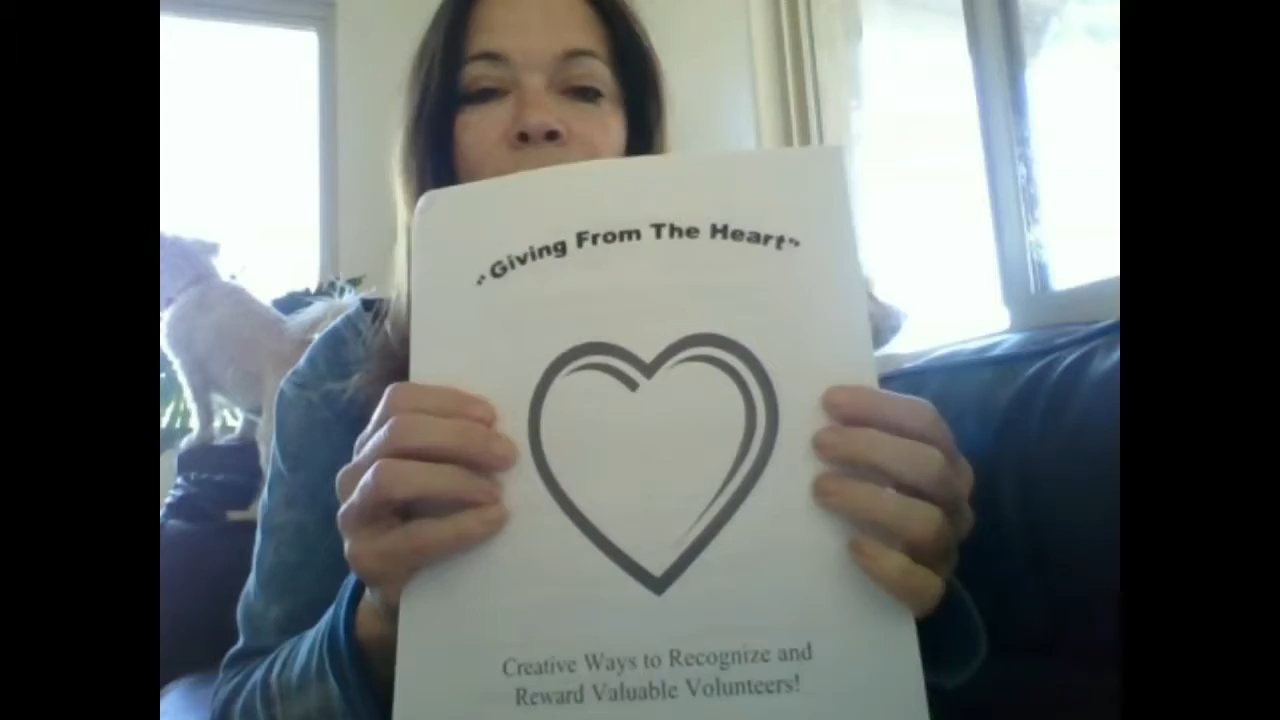 "Giving From The Heart"
Creative Ways to Recognize and
Reward Valuable Volunteers!